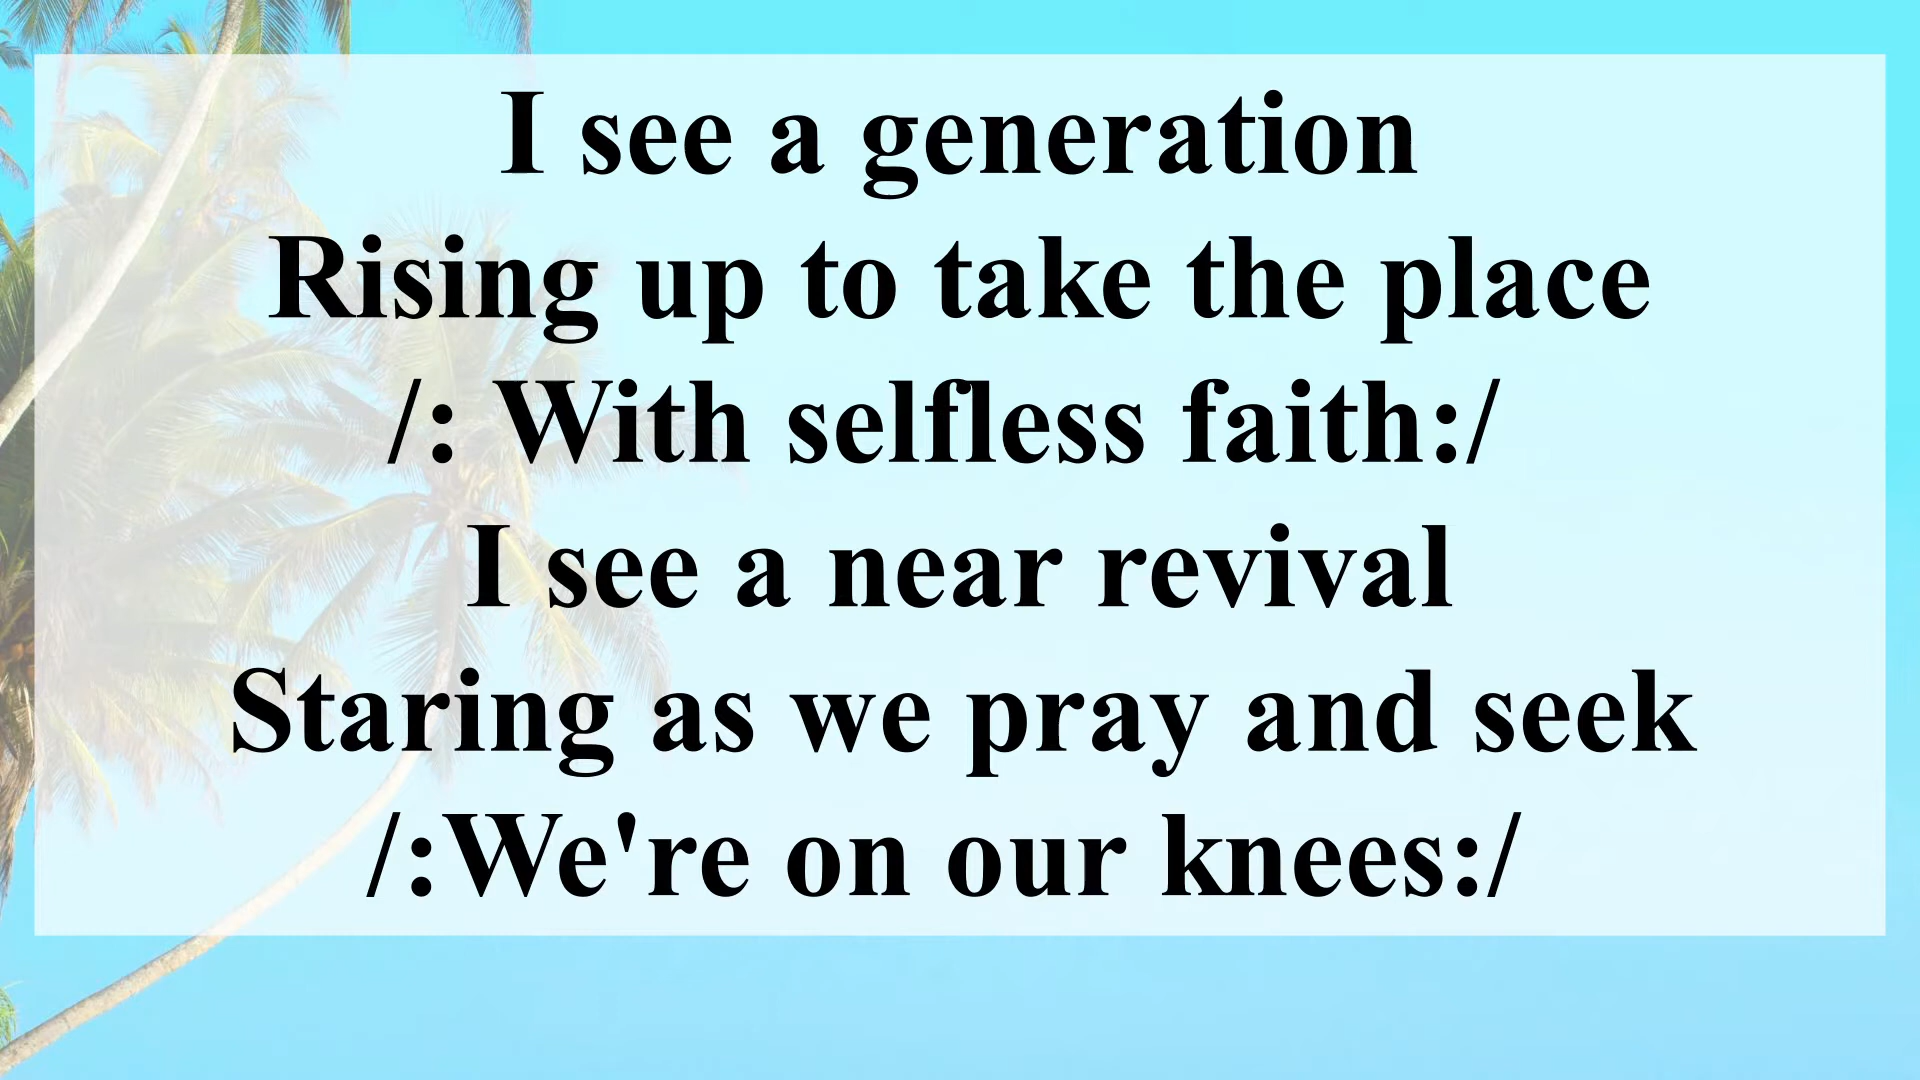 I see a generation
Rising up to take the place
/: With selfless faith:/
I see a near revival
Staring as we pray and seek
/:We're on our knees:/